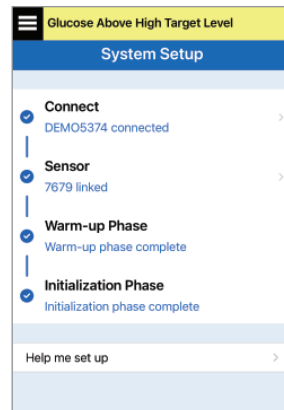 Glucose Above High Target Level
System Setup
Connect
DEMO5374 connected
Sensor
7679 linked
Warm-up Phase
Warm-up phase complete
Initialization Phase
Initialization phase complete
Help me set up